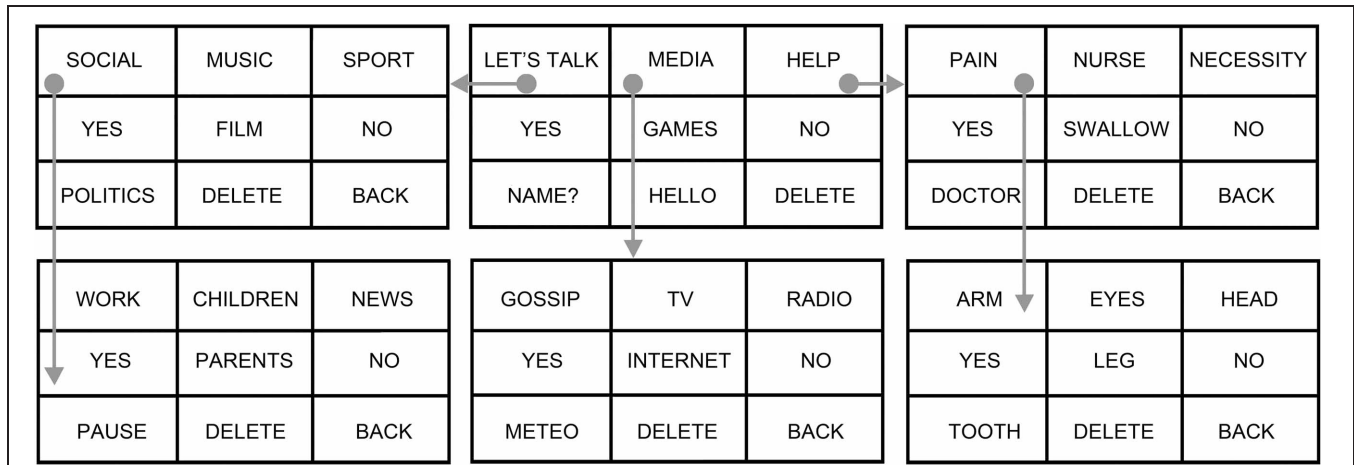 SOCIAL MUSIC SPORT
YES FILM NO
POLITICS DELETE BACK
LET'S TALK MEDIA HELP
YES GAMES NO
NAME? HELLO DELETE
PAIN NURSE NECESSITY
YES SWALLOW NO
DOCTOR DELETE BACK
WORK CHILDREN NEWS
YES PARENTS NO
PAUSE DELETE BACK
GOSSIP TV RADIO
YES INTERNET NO
METEO DELETE BACK
ARM EYES HEAD
YES LEG NO
TOOTH DELETE BACK